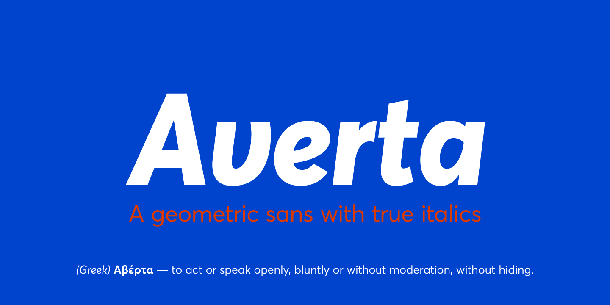 Averta
A geometric sans with true italics
(Greek) Αβέρτα — to act or speak openly, bluntly or without moderation, without hiding.